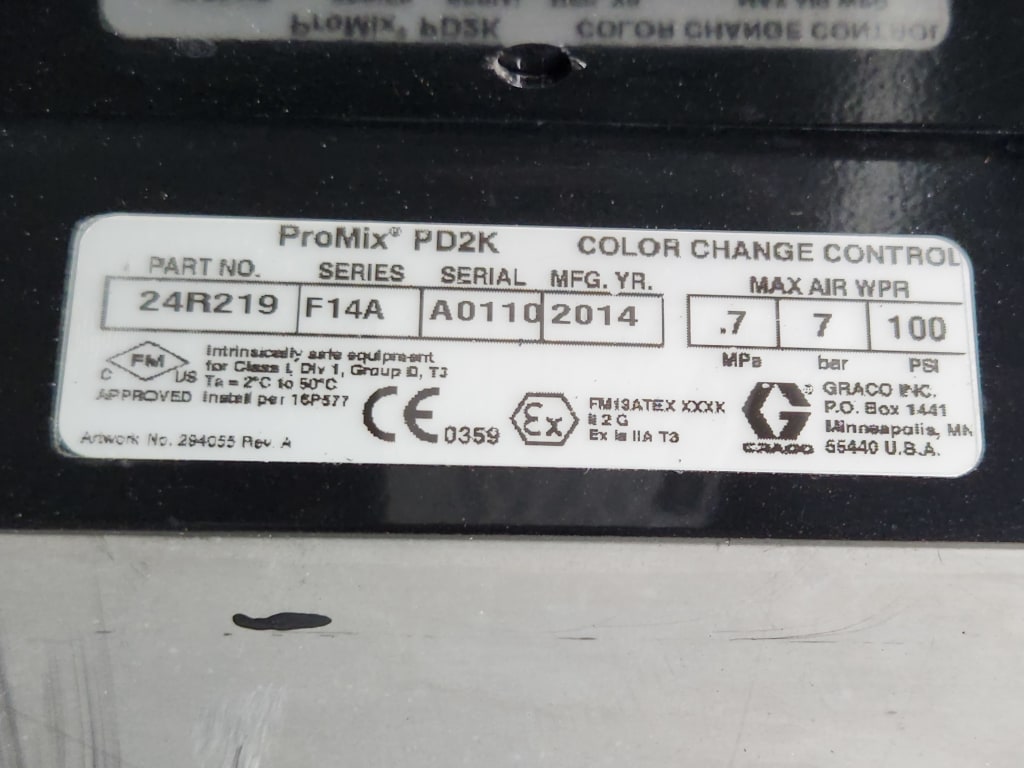 ProMix® PD2K COLOR CHANGE CONTROL
PART NO. SERIES SERIAL MFG. YR. MAX AIR WPR
24R219 F14A A0110 2014 .7 7 100
MPa bar PSI
FM
C US
APPROVED
Intrinsically safe equipment
for Class I, Div 1, Group D, T3
Ta = 2°C to 50°C
Install per 16P577
Artwork No. 294055 Rev. A
CE 0359
Ex
FM13ATEX XXXX
II 2 G
Ex ia IIA T3
GRACO
GRACO INC.
P.O. Box 1441
Minneapolis, MN
55440 U.S.A.